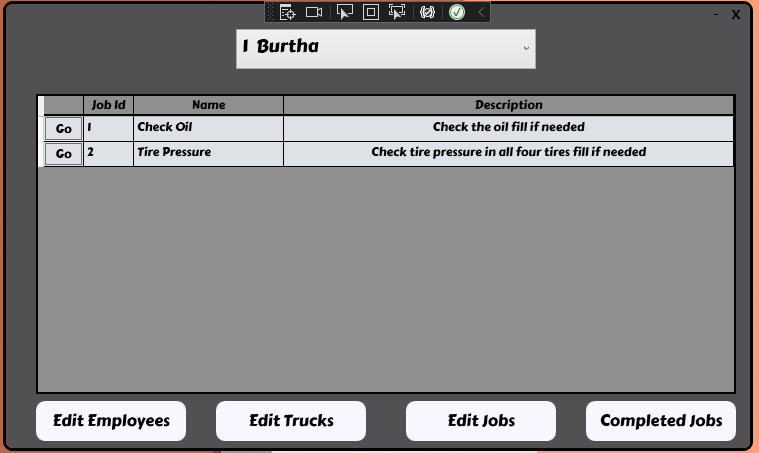 - X
1 Burtha
Job Id Name Description
Go 1 Check Oil Check the oil fill if needed
Go 2 Tire Pressure Check tire pressure in all four tires fill if needed
Edit Employees Edit Trucks Edit Jobs Completed Jobs